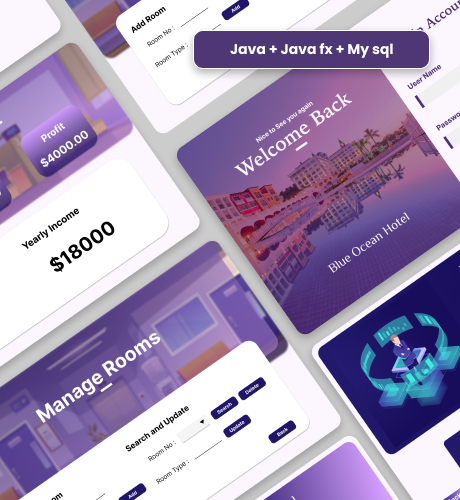 Add Room
Room No :
Room Type :
Add
Java + Java fx + My sql
Account
User Name
Profit
$4000.00
Nice to See you again
Welcome Back
Blue Ocean Hotel
Yearly Income
$18000
Manage Rooms
Search and Update
Room No :
Search
Delete
Room Type :
Update
Back
Add